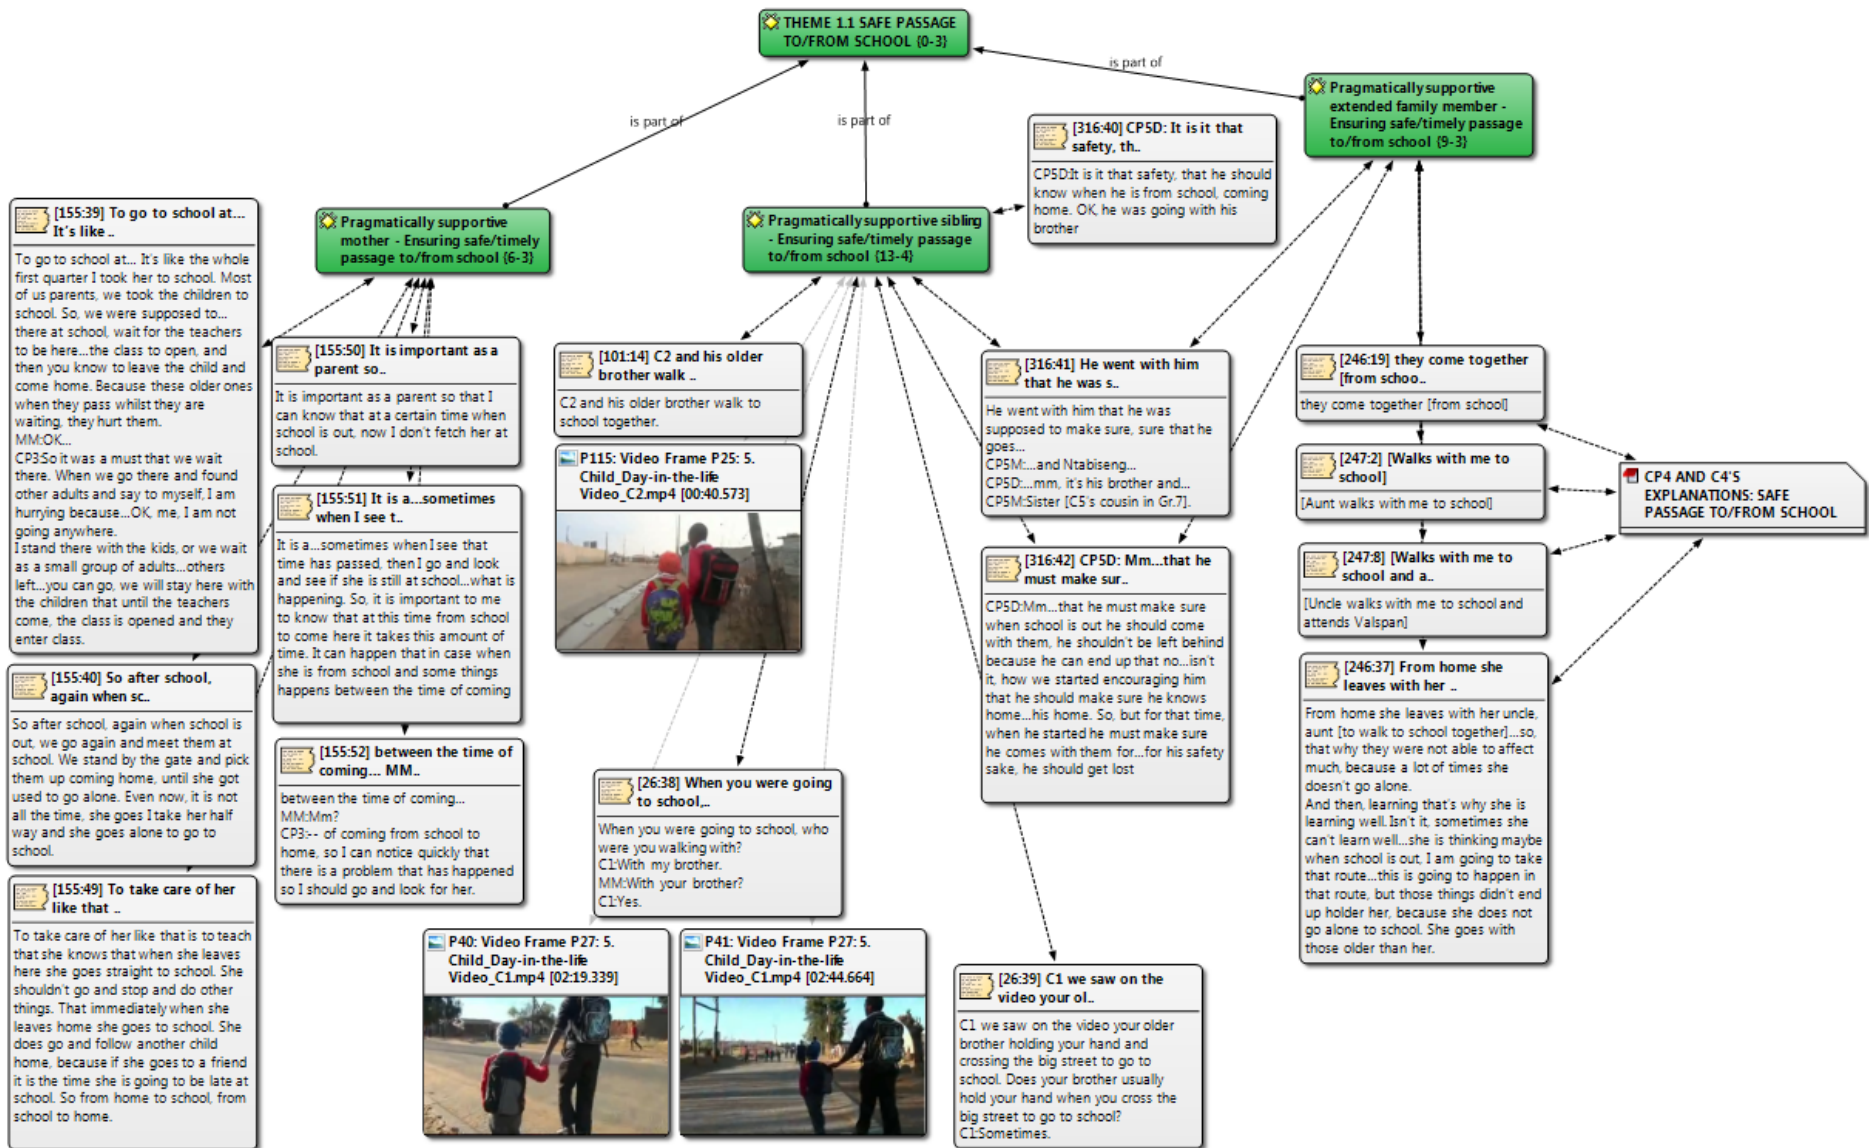 THEME 1.1 SAFE PASSAGE
TO/FROM SCHOOL {0-3}
is part of
is part of
is part of
Pragmatically supportive
extended family member -
Ensuring safe/timely passage
to/from school {9-3}
[316:40] CP5D: It is it that
safety, th..
CP5D:It is it that safety, that he should
know when he is from school, coming
home. OK, he was going with his
brother
Pragmatically supportive
mother - Ensuring safe/timely
passage to/from school {6-3}
Pragmatically supportive sibling
- Ensuring safe/timely passage
to/from school {13-4}
[155:39] To go to school at...
It's like ..
To go to school at... It's like the whole
first quarter I took her to school. Most
of us parents, we took the children to
school. So, we were supposed to...
there at school, wait for the teachers
to be here...the class to open, and
then you know to leave the child and
come home. Because these older ones
when they pass whilst they are
waiting, they hurt them.
MM:OK...
CP3:So it was a must that we wait
there. When we go there and found
other adults and say to myself, I am
hurrying because...OK, me, I am not
going anywhere.
I stand there with the kids, or we wait
as a small group of adults...others
left...you can go, we will stay here with
the children that until the teachers
come, the class is opened and they
enter class.
[155:40] So after school,
again when sc..
So after school, again when school is
out, we go again and meet them at
school. We stand by the gate and pick
them up coming home, until she got
used to go alone. Even now, it is not
all the time, she goes I take her half
way and she goes alone to go to
school.
[155:49] To take care of her
like that ..
To take care of her like that is to teach
that she knows that when she leaves
here she goes straight to school. She
shouldn't go and stop and do other
things. That immediately when she
leaves home she goes to school. She
does go and follow another child
home, because if she goes to a friend
it is the time she is going to be late at
school. So from home to school, from
school to home.
[155:50] It is important as a
parent so..
It is important as a parent so that I
can know that at a certain time when
school is out, now I don't fetch her at
school.
[155:51] It is a...sometimes
when I see t..
It is a...sometimes when I see that
time has passed, then I go and look
and see if she is still at school...what is
happening. So, it is important to me
to know that at this time from school
to come here it takes this amount of
time. It can happen that in case when
she is from school and some things
happens between the time of coming
[155:52] between the time of
coming... MM..
between the time of coming...
MM:Mm?
CP3:-- of coming from school to
home, so I can notice quickly that
there is a problem that has happened
so I should go and look for her.
[101:14] C2 and his older
brother walk ..
C2 and his older brother walk to
school together.
P115: Video Frame P25: 5.
Child_Day-in-the-life
Video_C2.mp4 [00:40.573]
[26:38] When you were going
to school,..
When you were going to school, who
were you walking with?
C1:With my brother.
MM:With your brother?
C1:Yes.
P40: Video Frame P27: 5.
Child_Day-in-the-life
Video_C1.mp4 [02:19.339]
P41: Video Frame P27: 5.
Child_Day-in-the-life
Video_C1.mp4 [02:44.664]
[316:41] He went with him
that he was s..
He went with him that he was
supposed to make sure, sure that he
goes...
CP5M:...and Ntabiseng...
CP5D:...mm, it's his brother and...
CP5M:Sister [C5's cousin in Gr.7].
[316:42] CP5D: Mm...that he
must make sur..
CP5D:Mm...that he must make sure
when school is out he should come
with them, he shouldn't be left behind
because he can end up that no...isn't
it, how we started encouraging him
that he should make sure he knows
home...his home. So, but for that time,
when he started he must make sure
he comes with them for...for his safety
sake, he should get lost
[26:39] C1 we saw on the
video your ol..
C1 we saw on the video your older
brother holding your hand and
crossing the big street to go to
school. Does your brother usually
hold your hand when you cross the
big street to go to school?
C1:Sometimes.
[246:19] they come together
[from schoo..
they come together [from school]
[247:2] [Walks with me to
school]
[Aunt walks with me to school]
[247:8] [Walks with me to
school and a..
[Uncle walks with me to school and
attends Valspan]
[246:37] From home she
leaves with her ..
From home she leaves with her uncle,
aunt [to walk to school together]...so,
that why they were not able to affect
much, because a lot of times she
doesn't go alone.
And then, learning that's why she is
learning well. Isn't it, sometimes she
can't learn well...she is thinking maybe
when school is out, I am going to take
that route...this is going to happen in
that route, but those things didn't end
up holder her, because she does not
go alone to school. She goes with
those older than her.
CP4 AND C4'S
EXPLANATIONS: SAFE
PASSAGE TO/FROM SCHOOL